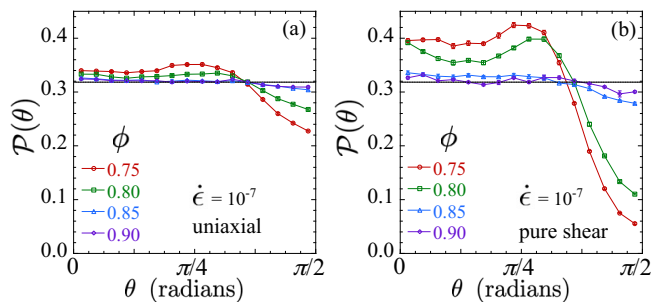 (a)
0.4
0.3
0.2
0.1
0.0
P(θ)
ϕ
0.75
0.80
0.85
0.90
ε̇ = 10⁻⁷
uniaxial
0
π/4
π/2
θ (radians)
(b)
0.4
0.3
0.2
0.1
0.0
P(θ)
ϕ
0.75
0.80
0.85
0.90
ε̇ = 10⁻⁷
pure shear
0
π/4
π/2
θ (radians)